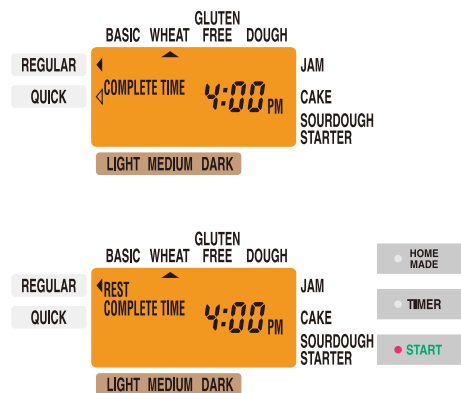 GLUTEN
BASIC WHEAT FREE DOUGH
REGULAR
JAM
COMPLETE TIME 4:00 PM
QUICK
CAKE
SOURDOUGH
STARTER
LIGHT MEDIUM DARK
GLUTEN
BASIC WHEAT FREE DOUGH
HOME
MADE
REGULAR
REST
JAM
COMPLETE TIME 4:00 PM
TIMER
QUICK
CAKE
SOURDOUGH
STARTER
START
LIGHT MEDIUM DARK